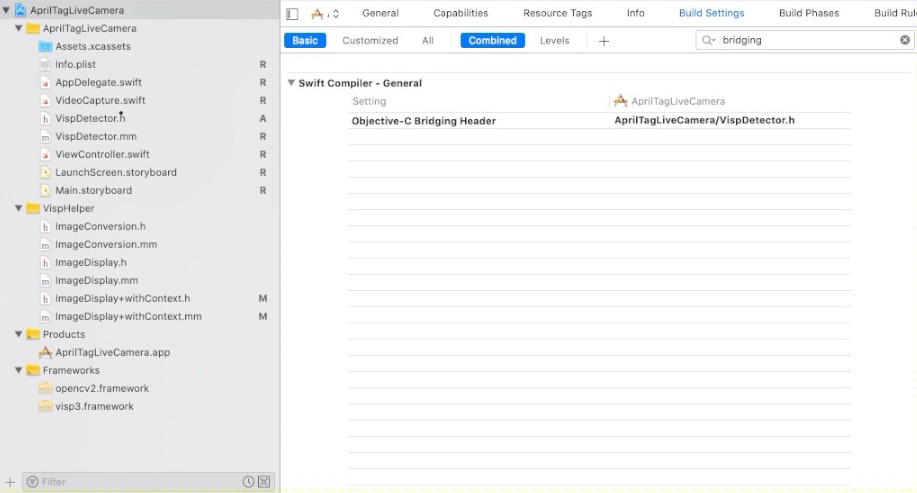 AprilTagLiveCamera
AprilTagLiveCamera
Assets.xcassets
Info.plist R
AppDelegate.swift R
VideoCapture.swift R
VispDetector.h A
VispDetector.mm R
ViewController.swift R
LaunchScreen.storyboard R
Main.storyboard R
VispHelper
ImageConversion.h
ImageConversion.mm
ImageDisplay.h
ImageDisplay.mm
ImageDisplay+withContext.h M
ImageDisplay+withContext.mm M
Products
AprilTagLiveCamera.app
Frameworks
opencv2.framework
visp3.framework
Filter
General Capabilities Resource Tags Info Build Settings Build Phases Build Rul
Basic Customized All Combined Levels + bridging
Swift Compiler - General
Setting AprilTagLiveCamera
Objective-C Bridging Header AprilTagLiveCamera/VispDetector.h